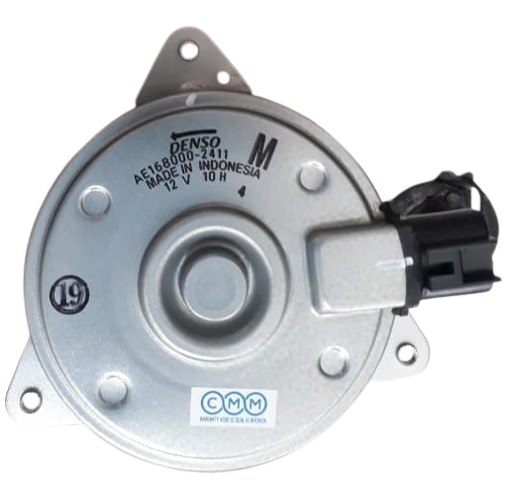 DENSO
M
AE168000-2411
MADE IN INDONESIA
12 V 10 H
4
19
CMM
WARRANTY VOID IF SEAL IS BROKEN